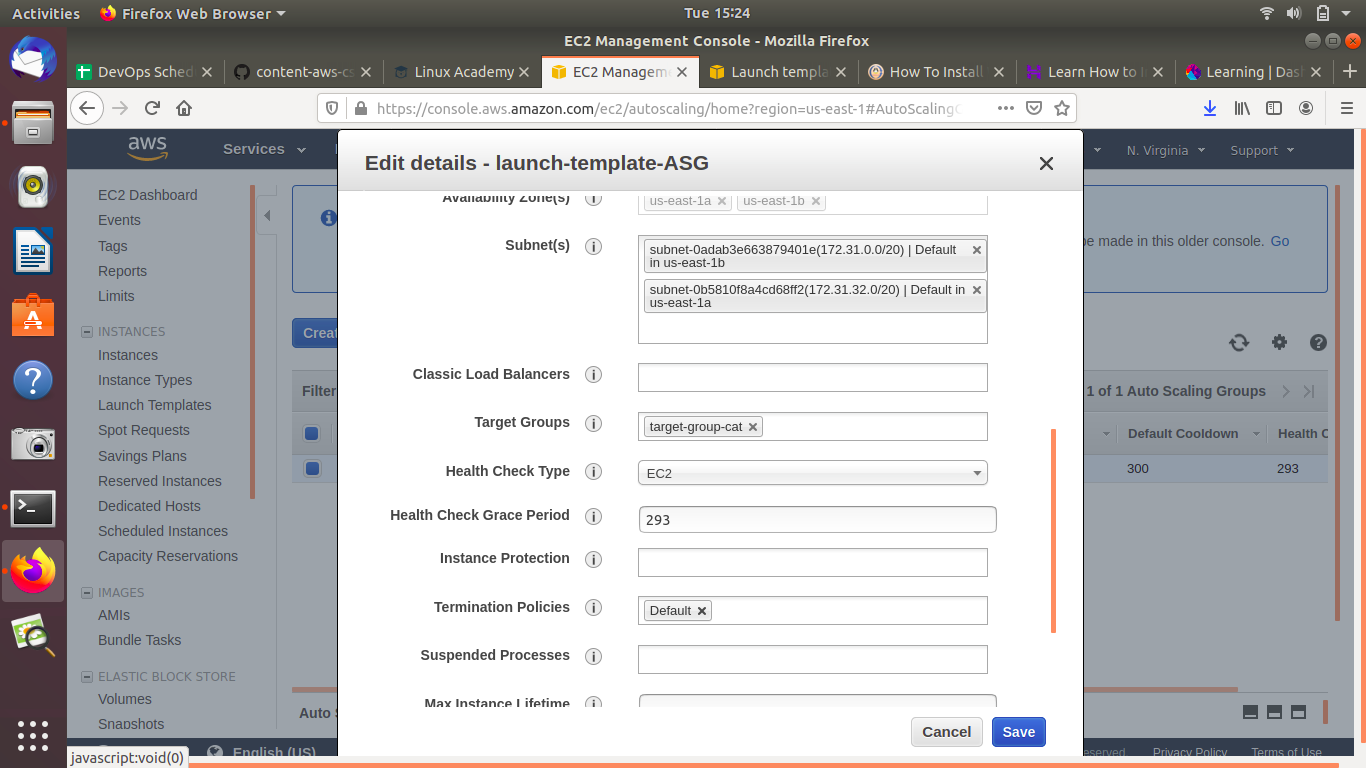 Activities
Firefox Web Browser
Tue 15:24
EC2 Management Console - Mozilla Firefox
DevOps Sched
content-aws-cs
Linux Academy
EC2 Managem
Launch templa
How To Install
Learn How to I
Learning | Das
https://console.aws.amazon.com/ec2/autoscaling/home?region=us-east-1#AutoScalingG
aws
Services
N. Virginia
Support
Edit details - launch-template-ASG
EC2 Dashboard
Events
Tags
Reports
Limits
INSTANCES
Instances
Instance Types
Launch Templates
Spot Requests
Savings Plans
Reserved Instances
Dedicated Hosts
Scheduled Instances
Capacity Reservations
IMAGES
AMIs
Bundle Tasks
ELASTIC BLOCK STORE
Volumes
Snapshots
be made in this older console. Go
Creat
Filter
1 of 1 Auto Scaling Groups
Default Cooldown
Health C
300
293
Auto S
Availability Zone(s)
us-east-1a
us-east-1b
Subnet(s)
subnet-0adab3e663879401e(172.31.0.0/20) | Default
in us-east-1b
subnet-0b5810f8a4cd68ff2(172.31.32.0/20) | Default in
us-east-1a
Classic Load Balancers
Target Groups
target-group-cat
Health Check Type
EC2
Health Check Grace Period
293
Instance Protection
Termination Policies
Default
Suspended Processes
Max Instance Lifetime
Cancel
Save
English (US)
eserved.
Privacy Policy
Terms of Use
javascript:void(0)